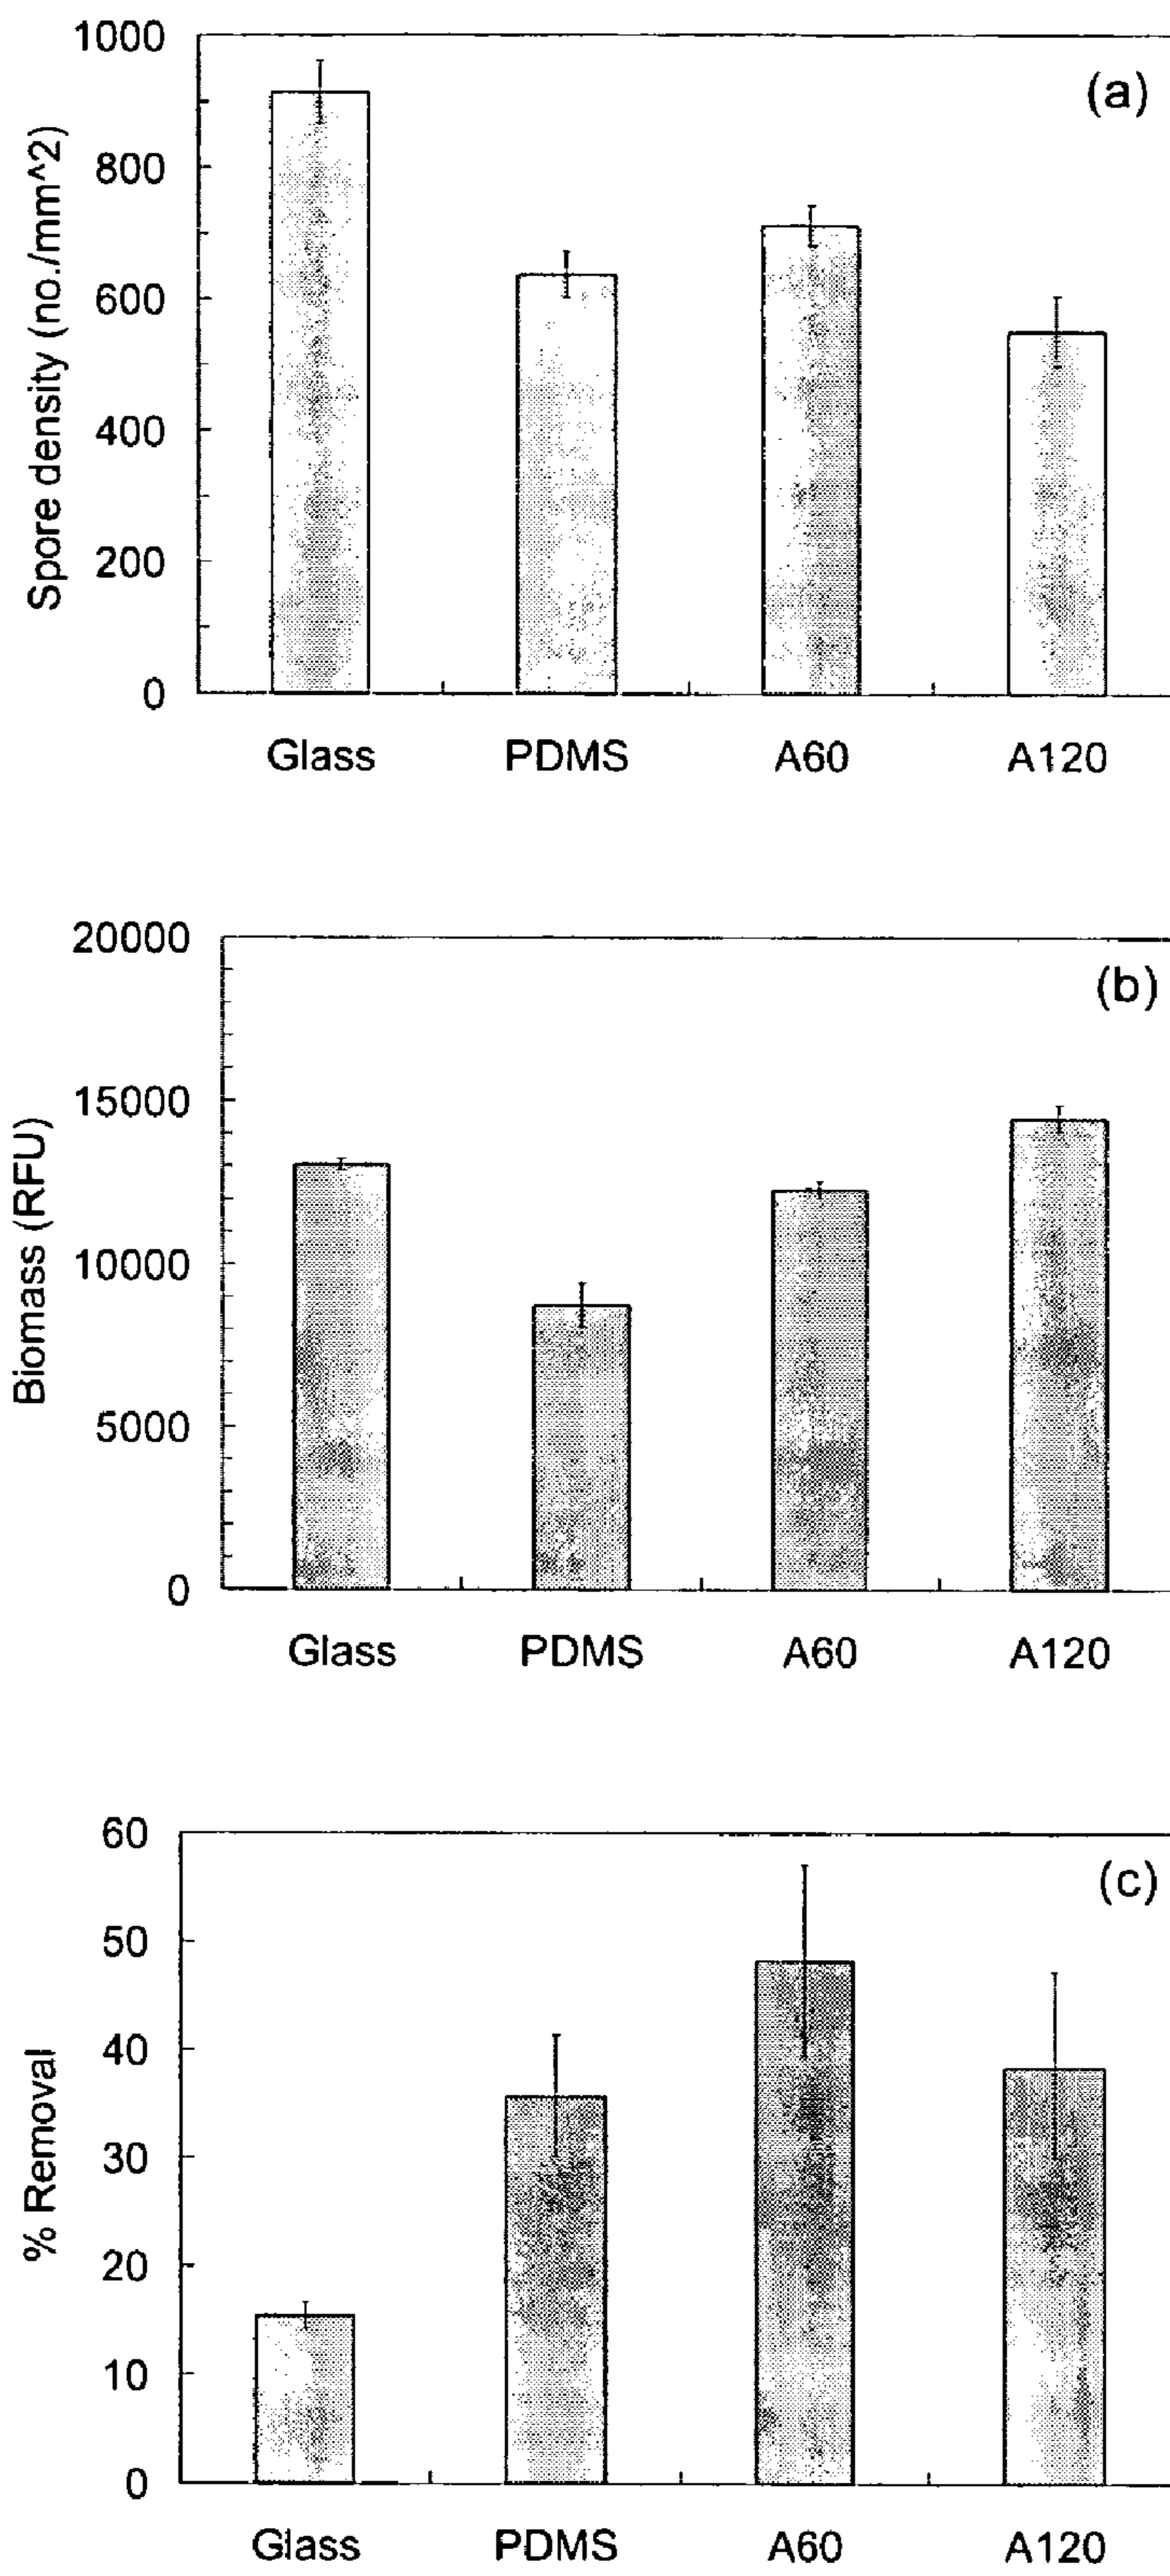 (a)
Spore density (no./mm^2)
1000
800
600
400
200
0
Glass PDMS A60 A120
(b)
Biomass (RFU)
20000
15000
10000
5000
0
Glass PDMS A60 A120
(c)
% Removal
60
50
40
30
20
10
0
Glass PDMS A60 A120